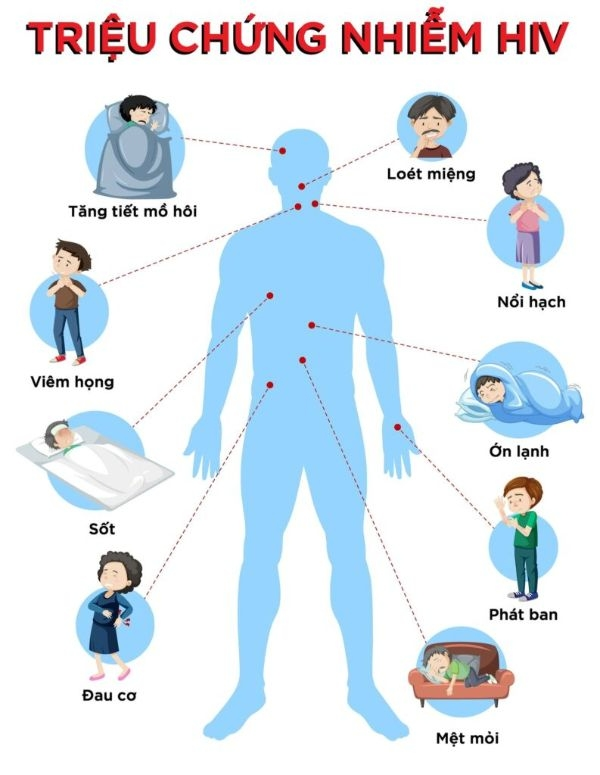 TRIỆU CHỨNG NHIỄM HIV
Tăng tiết mồ hôi
Loét miệng
Viêm họng
Nổi hạch
Sốt
Ớn lạnh
Đau cơ
Phát ban
Mệt mỏi